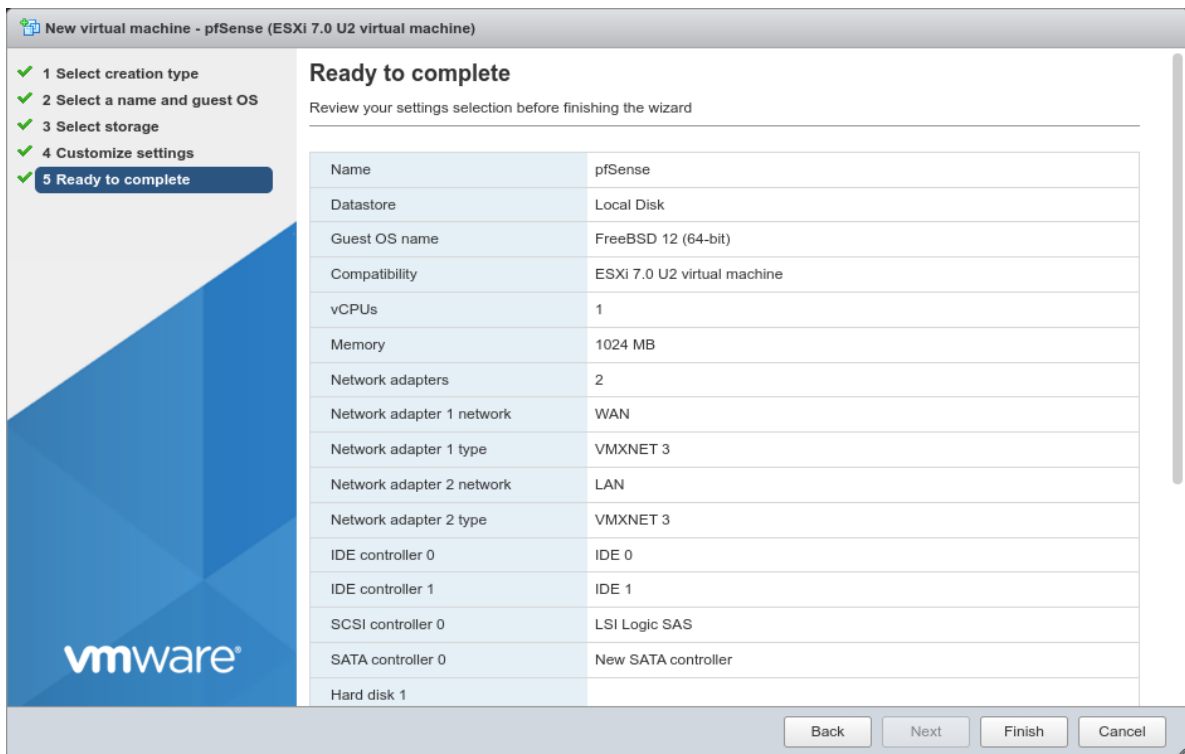 New virtual machine - pfSense (ESXi 7.0 U2 virtual machine)
1 Select creation type
2 Select a name and guest OS
3 Select storage
4 Customize settings
5 Ready to complete
vmware®
Ready to complete
Review your settings selection before finishing the wizard
Name pfSense
Datastore Local Disk
Guest OS name FreeBSD 12 (64-bit)
Compatibility ESXi 7.0 U2 virtual machine
vCPUs 1
Memory 1024 MB
Network adapters 2
Network adapter 1 network WAN
Network adapter 1 type VMXNET 3
Network adapter 2 network LAN
Network adapter 2 type VMXNET 3
IDE controller 0 IDE 0
IDE controller 1 IDE 1
SCSI controller 0 LSI Logic SAS
SATA controller 0 New SATA controller
Hard disk 1
Back Next Finish Cancel